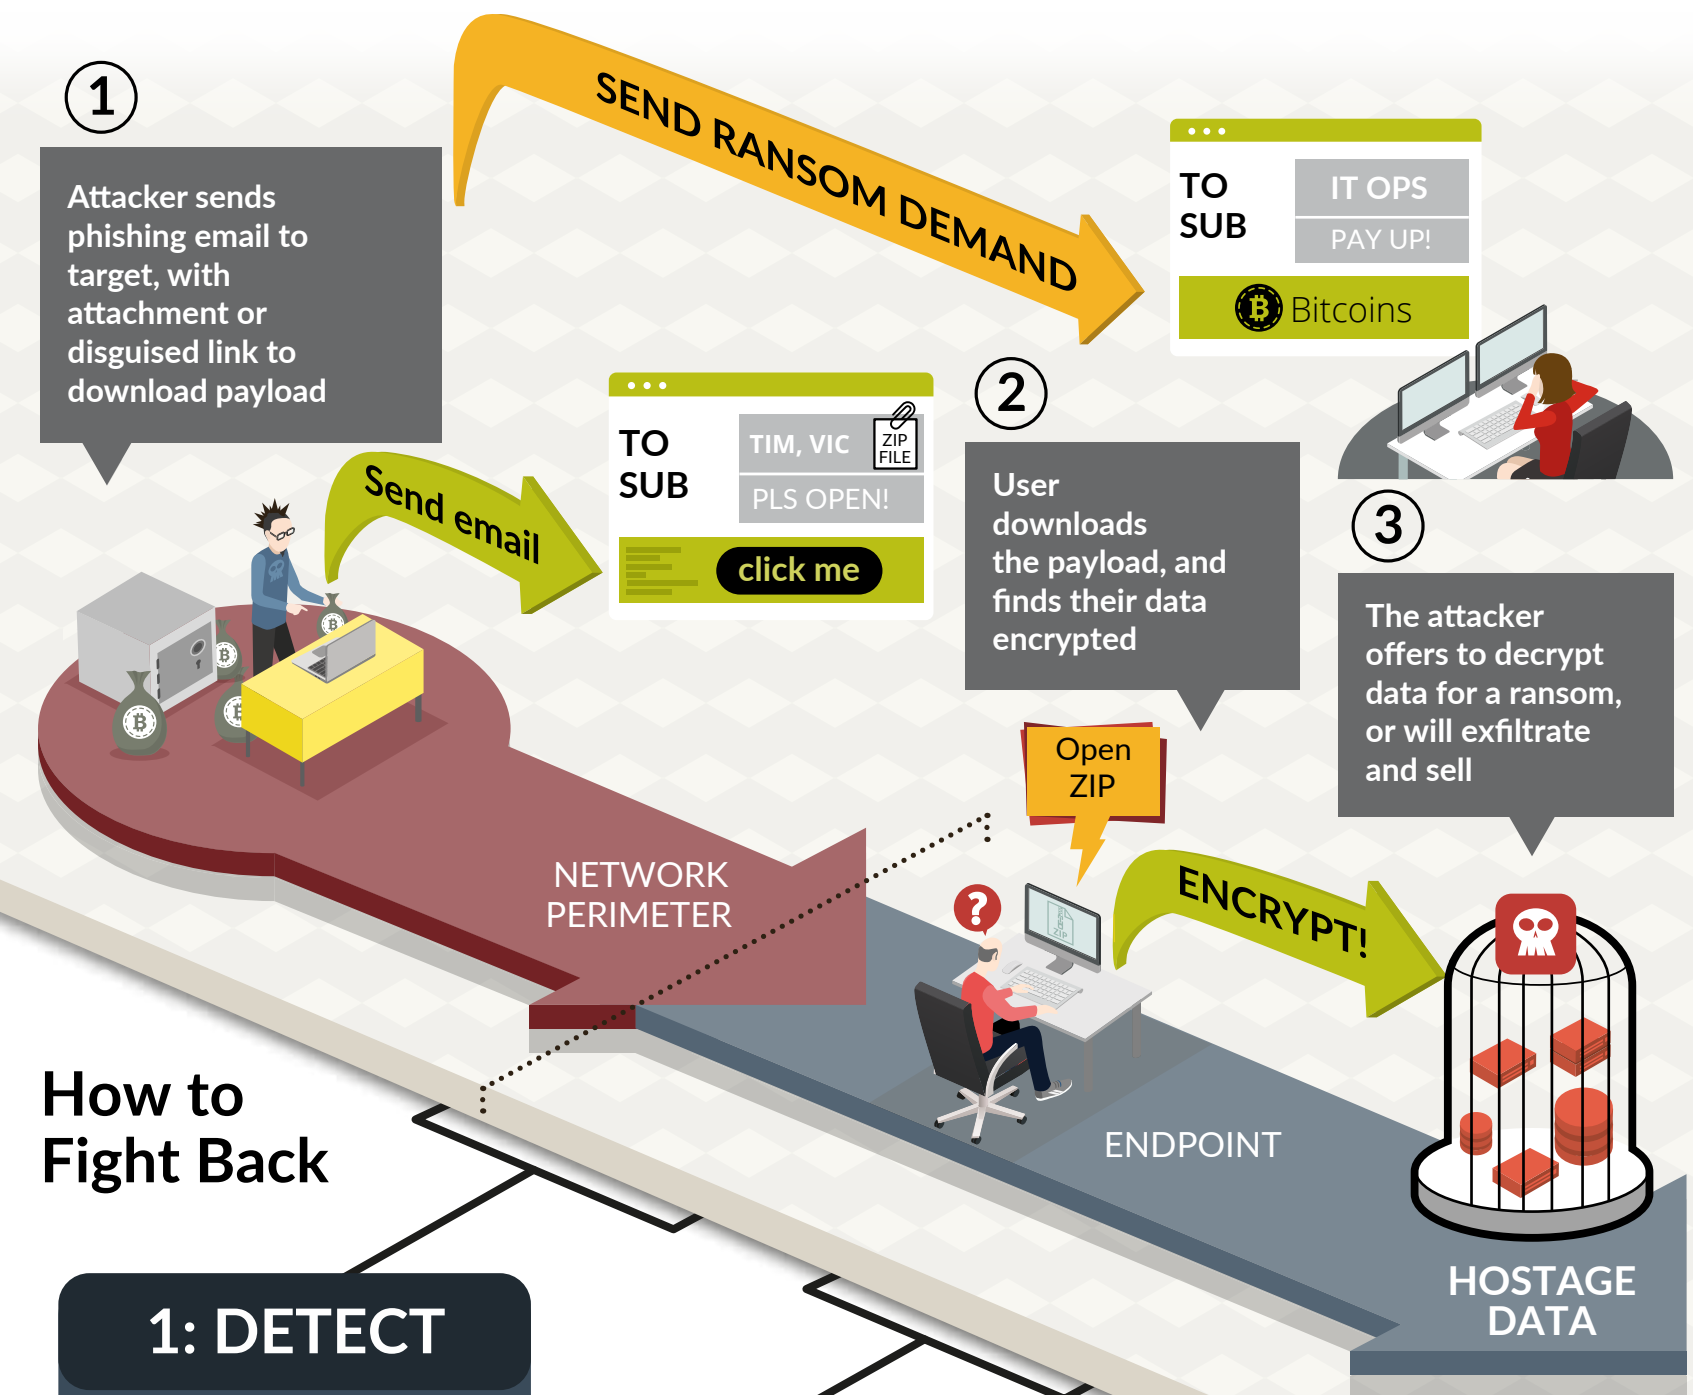 1
Attacker sends
phishing email to
target, with
attachment or
disguised link to
download payload
SEND RANSOM DEMAND
TO
SUB
IT OPS
PAY UP!
B Bitcoins
Send email
TO
SUB
TIM, VIC
ZIP
FILE
PLS OPEN!
click me
2
User
downloads
the payload, and
finds their data
encrypted
3
The attacker
offers to decrypt
data for a ransom,
or will exfiltrate
and sell
B
B
B
B
Open
ZIP
NETWORK
PERIMETER
?
ZIP
ENCRYPT!
ENDPOINT
HOSTAGE
DATA
How to
Fight Back
1: DETECT